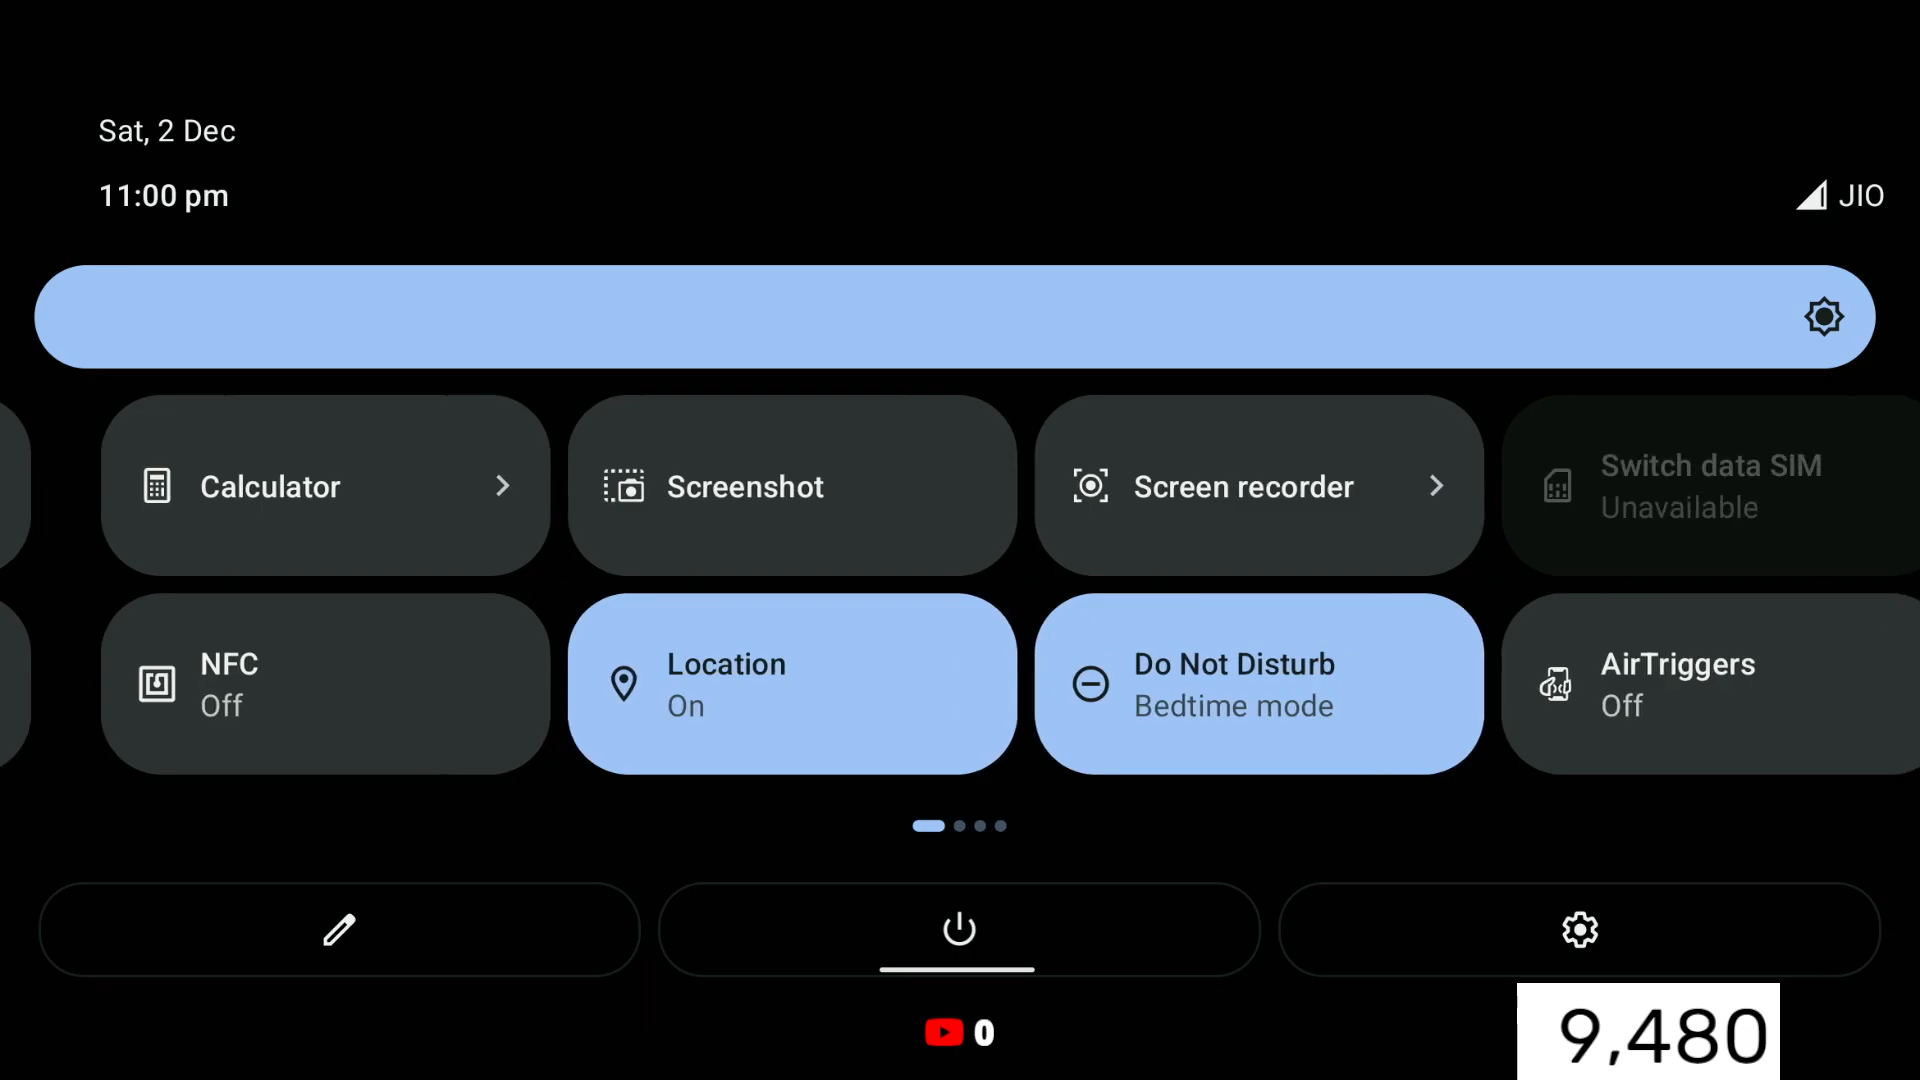 Sat, 2 Dec
11:00 pm
JIO
Calculator
Screenshot
Screen recorder
Switch data SIM
Unavailable
NFC
Off
Location
On
Do Not Disturb
Bedtime mode
AirTriggers
Off
0
9,480